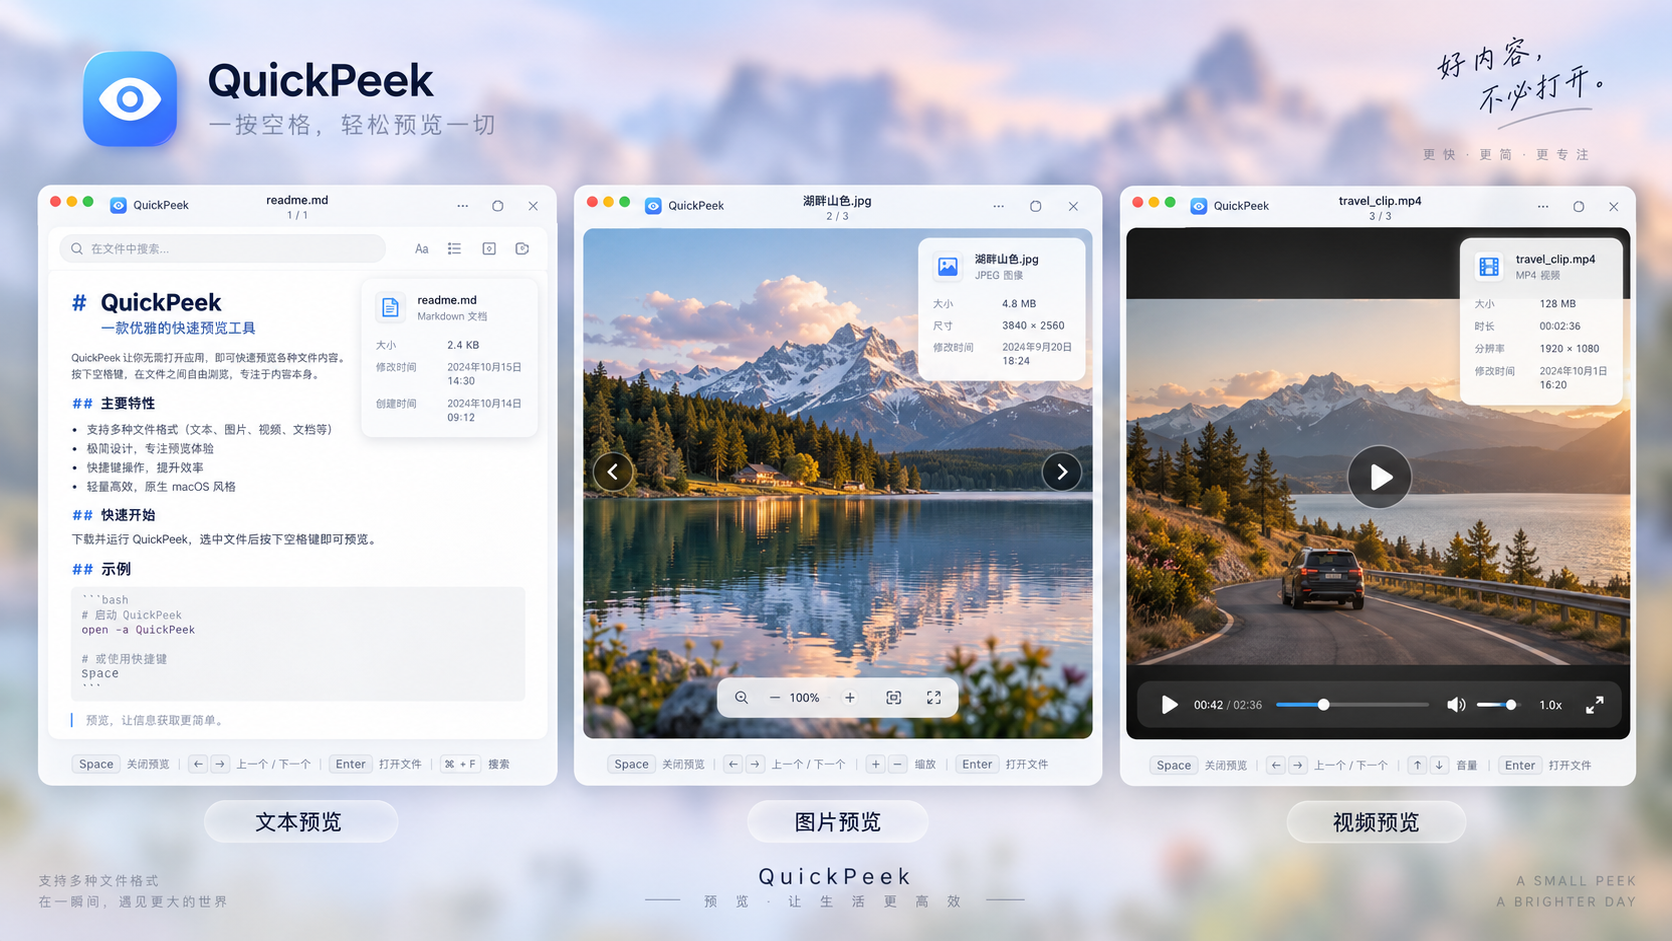 QuickPeek
一按空格，轻松预览一切
好内容，
不必打开。
更快 · 更简 · 更专注
QuickPeek
readme.md
1 / 1
在文件中搜索...
Aa
# QuickPeek
一款优雅的快速预览工具
QuickPeek 让你无需打开应用，即可快速预览各种文件内容。
按下空格键，在文件之间自由浏览，专注于内容本身。
## 主要特性
• 支持多种文件格式（文本、图片、视频、文档等）
• 极简设计，专注预览体验
• 快捷键操作，提升效率
• 轻量高效，原生 macOS 风格
## 快速开始
下载并运行 QuickPeek，选中文件后按下空格键即可预览。
## 示例
```bash
# 启动 QuickPeek
open -a QuickPeek
# 或使用快捷键
Space
```
预览，让信息获取更简单。
readme.md
Markdown 文档
大小 2.4 KB
修改时间 2024年10月15日
14:30
创建时间 2024年10月14日
09:12
Space 关闭预览 | ← → 上一个 / 下一个 | Enter 打开文件 | ⌘ + F 搜索
文本预览
QuickPeek
湖畔山色.jpg
2 / 3
湖畔山色.jpg
JPEG 图像
大小 4.8 MB
尺寸 3840 × 2560
修改时间 2024年9月20日
18:24
− 100% +
Space 关闭预览 | ← → 上一个 / 下一个 | + − 缩放 | Enter 打开文件
图片预览
QuickPeek
travel_clip.mp4
3 / 3
travel_clip.mp4
MP4 视频
大小 128 MB
时长 00:02:36
分辨率 1920 × 1080
修改时间 2024年10月1日
16:20
00:42 / 02:36
1.0x
Space 关闭预览 | ← → 上一个 / 下一个 | ↑ ↓ 音量 | Enter 打开文件
视频预览
支持多种文件格式
在一瞬间，遇见更大的世界
QuickPeek
预览 · 让生活更高效
A SMALL PEEK
A BRIGHTER DAY